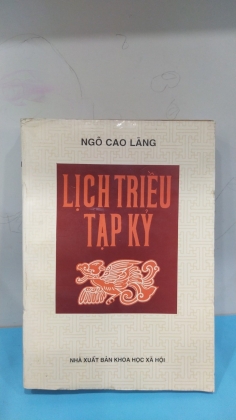 NGÔ CAO LÃNG
LỊCH TRIỀU
TẠP KỶ
NHÀ XUẤT BẢN KHOA HỌC XÃ HỘI